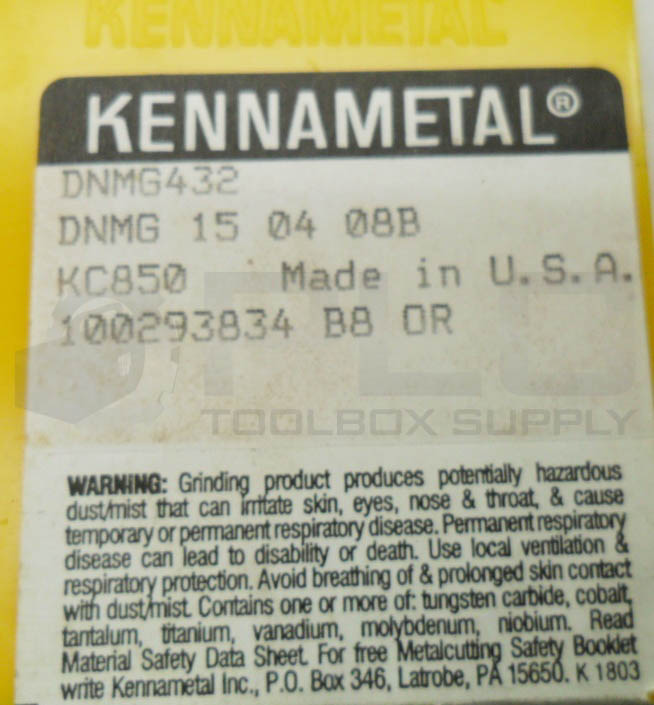 KENNAMETAL
KENNAMETAL®
DNMG432
DNMG 15 04 08B
KC850 Made in U.S.A.
100293834 B8 OR
PLC
TOOLBOX SUPPLY
WARNING: Grinding product produces potentially hazardous
dust/mist that can irritate skin, eyes, nose & throat, & cause
temporary or permanent respiratory disease. Permanent respiratory
disease can lead to disability or death. Use local ventilation &
respiratory protection. Avoid breathing of & prolonged skin contact
with dust/mist. Contains one or more of: tungsten carbide, cobalt,
tantalum, titanium, vanadium, molybdenum, niobium. Read
Material Safety Data Sheet. For free Metalcutting Safety Booklet
write Kennametal Inc., P.O. Box 346, Latrobe, PA 15650. K 1803